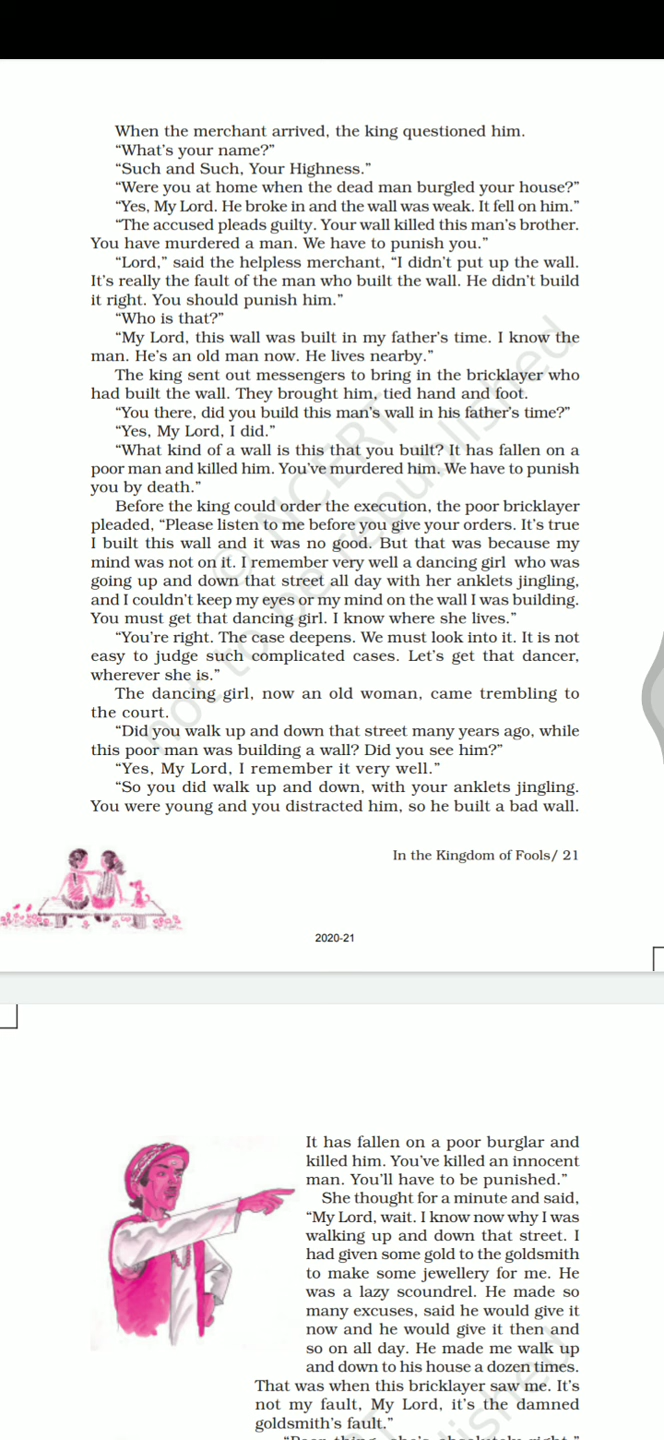 When the merchant arrived, the king questioned him.
“What’s your name?”
“Such and Such, Your Highness.”
“Were you at home when the dead man burgled your house?”
“Yes, My Lord. He broke in and the wall was weak. It fell on him.”
“The accused pleads guilty. Your wall killed this man’s brother.
You have murdered a man. We have to punish you.”
“Lord,” said the helpless merchant, “I didn’t put up the wall.
It’s really the fault of the man who built the wall. He didn’t build
it right. You should punish him.”
“Who is that?”
“My Lord, this wall was built in my father’s time. I know the
man. He’s an old man now. He lives nearby.”
The king sent out messengers to bring in the bricklayer who
had built the wall. They brought him, tied hand and foot.
“You there, did you build this man’s wall in his father’s time?”
“Yes, My Lord, I did.”
“What kind of a wall is this that you built? It has fallen on a
poor man and killed him. You’ve murdered him. We have to punish
you by death.”
Before the king could order the execution, the poor bricklayer
pleaded, “Please listen to me before you give your orders. It’s true
I built this wall and it was no good. But that was because my
mind was not on it. I remember very well a dancing girl who was
going up and down that street all day with her anklets jingling,
and I couldn’t keep my eyes or my mind on the wall I was building.
You must get that dancing girl. I know where she lives.”
“You’re right. The case deepens. We must look into it. It is not
easy to judge such complicated cases. Let’s get that dancer,
wherever she is.”
The dancing girl, now an old woman, came trembling to
the court.
“Did you walk up and down that street many years ago, while
this poor man was building a wall? Did you see him?”
“Yes, My Lord, I remember it very well.”
“So you did walk up and down, with your anklets jingling.
You were young and you distracted him, so he built a bad wall.
© NCERT
not to be republished
In the Kingdom of Fools/ 21
2020-21
It has fallen on a poor burglar and
killed him. You’ve killed an innocent
man. You’ll have to be punished.”
She thought for a minute and said,
“My Lord, wait. I know now why I was
walking up and down that street. I
had given some gold to the goldsmith
to make some jewellery for me. He
was a lazy scoundrel. He made so
many excuses, said he would give it
now and he would give it then and
so on all day. He made me walk up
and down to his house a dozen times.
That was when this bricklayer saw me. It’s
not my fault, My Lord, it’s the damned
goldsmith’s fault.”